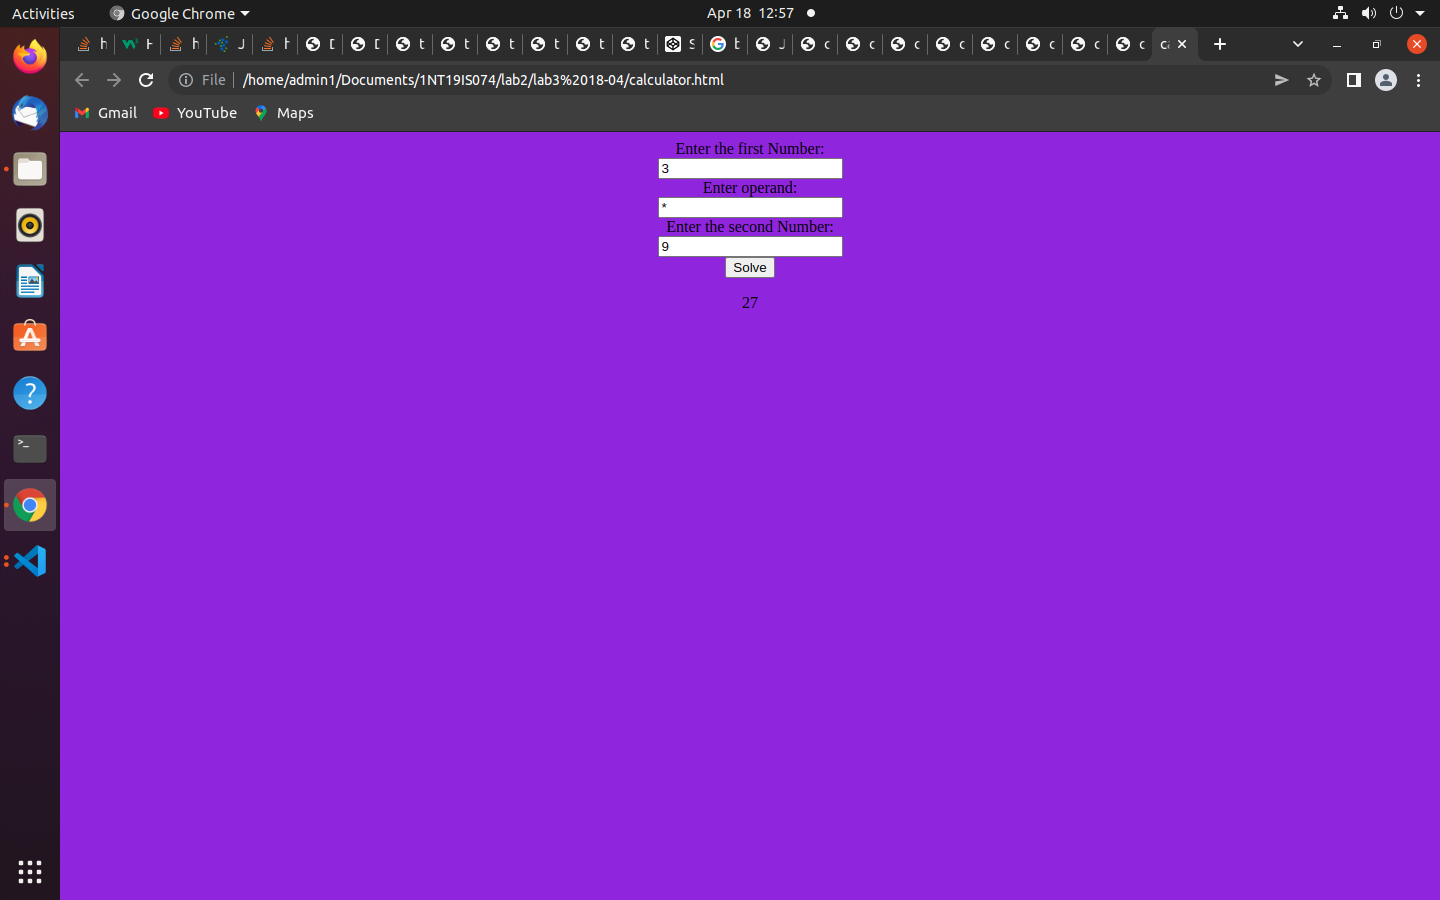 Activities
Google Chrome
Apr 18 12:57
File
/home/admin1/Documents/1NT19IS074/lab2/lab3%2018-04/calculator.html
Gmail
YouTube
Maps
Enter the first Number:
3
Enter operand:
*
Enter the second Number:
9
Solve
27